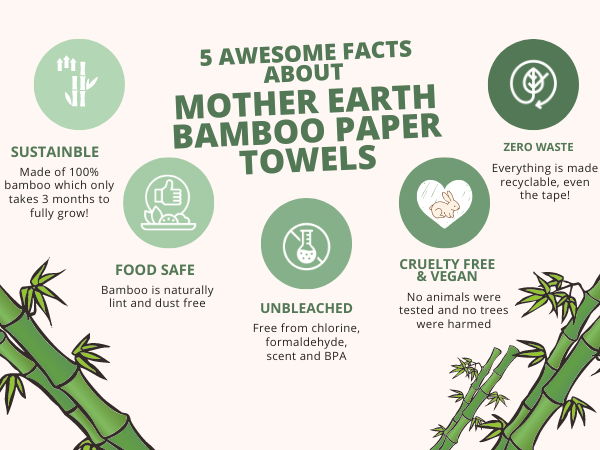 5 AWESOME FACTS
ABOUT
MOTHER EARTH
BAMBOO PAPER
TOWELS
SUSTAINBLE
Made of 100%
bamboo which only
takes 3 months to
fully grow!
FOOD SAFE
Bamboo is naturally
lint and dust free
UNBLEACHED
Free from chlorine,
formaldehyde,
scent and BPA
CRUELTY FREE
& VEGAN
No animals were
tested and no trees
were harmed
ZERO WASTE
Everything is made
recyclable, even
the tape!